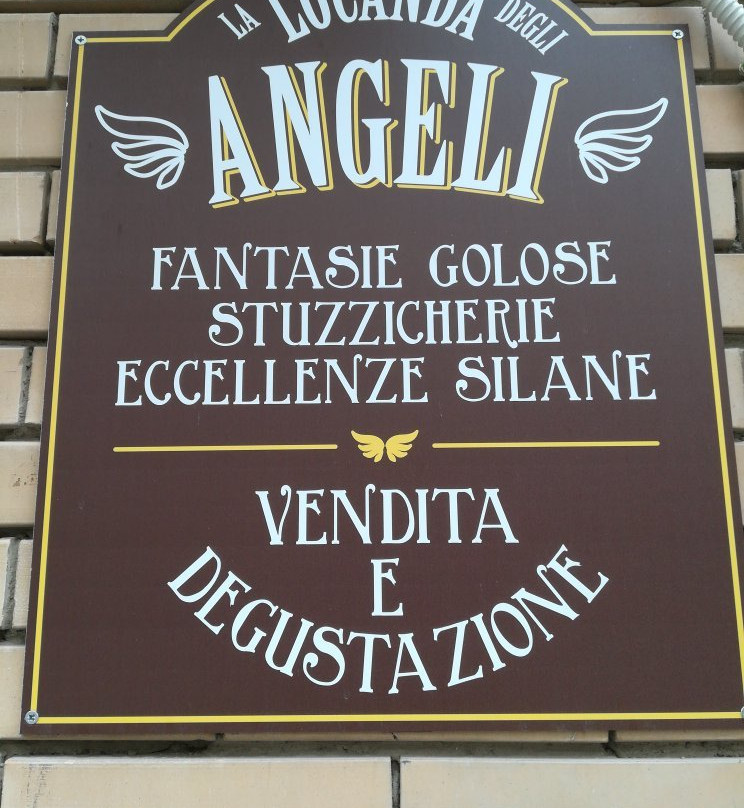 LA LOCANDA DEGLI
ANGELI
FANTASIE GOLOSE
STUZZICHERIE
ECCELLENZE SILANE
VENDITA
E
DEGUSTAZIONE